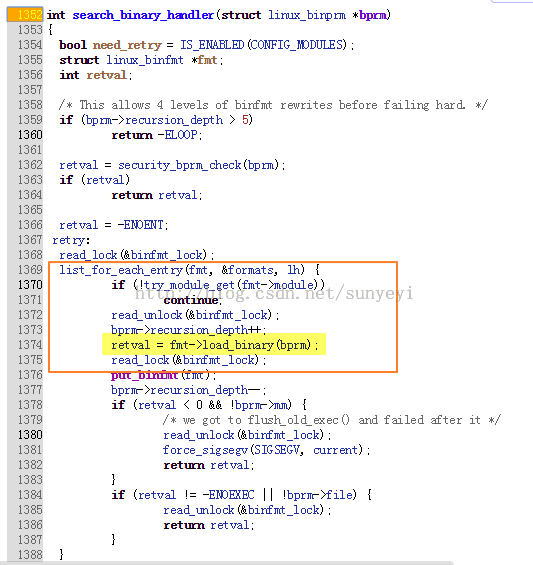 1352 int search_binary_handler(struct linux_binprm *bprm)
1353 {
1354 bool need_retry = IS_ENABLED(CONFIG_MODULES);
1355 struct linux_binfmt *fmt;
1356 int retval;
1357
1358 /* This allows 4 levels of binfmt rewrites before failing hard. */
1359 if (bprm->recursion_depth > 5)
1360 return -ELOOP;
1361
1362 retval = security_bprm_check(bprm);
1363 if (retval)
1364 return retval;
1365
1366 retval = -ENOENT;
1367 retry:
1368 read_lock(&binfmt_lock);
1369 list_for_each_entry(fmt, &formats, lh) {
1370 if (!try_module_get(fmt->module))
http://blog.csdn.net/sunyeyi
1371 continue;
1372 read_unlock(&binfmt_lock);
1373 bprm->recursion_depth++;
1374 retval = fmt->load_binary(bprm);
1375 read_lock(&binfmt_lock);
1376 put_binfmt(fmt);
1377 bprm->recursion_depth--;
1378 if (retval < 0 && !bprm->mm) {
1379 /* we got to flush_old_exec() and failed after it */
1380 read_unlock(&binfmt_lock);
1381 force_sigsegv(SIGSEGV, current);
1382 return retval;
1383 }
1384 if (retval != -ENOEXEC || !bprm->file) {
1385 read_unlock(&binfmt_lock);
1386 return retval;
1387 }
1388 }